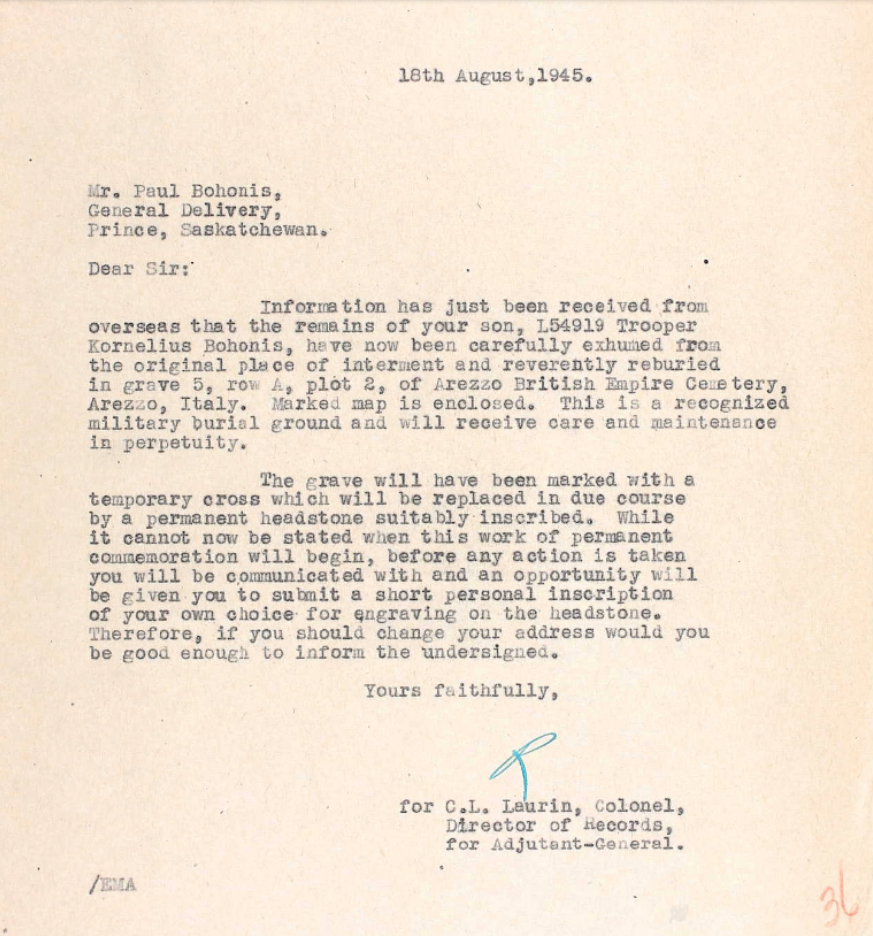 18th August,1945.
Mr. Paul Bohonis,
General Delivery,
Prince, Saskatchewan.
Dear Sir:
Information has just been received from
overseas that the remains of your son, L54919 Trooper
Kornelius Bohonis, have now been carefully exhumed from
the original place of interment and reverently reburied
in grave 5, row A, plot 2, of Arezzo British Empire Cemetery,
Arezzo, Italy. Marked map is enclosed. This is a recognized
military burial ground and will receive care and maintenance
in perpetuity.
The grave will have been marked with a
temporary cross which will be replaced in due course
by a permanent headstone suitably inscribed. While
it cannot now be stated when this work of permanent
commemoration will begin, before any action is taken
you will be communicated with and an opportunity will
be given you to submit a short personal inscription
of your own choice for engraving on the headstone.
Therefore, if you should change your address would you
be good enough to inform the undersigned.
Yours faithfully,
for C.L. Laurin, Colonel,
Director of Records,
for Adjutant-General.
/EMA
36